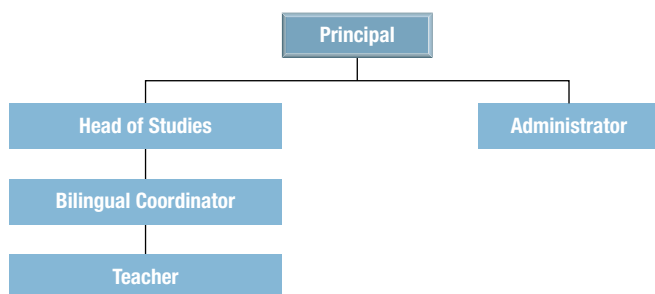 Principal
Head of Studies
Administrator
Bilingual Coordinator
Teacher